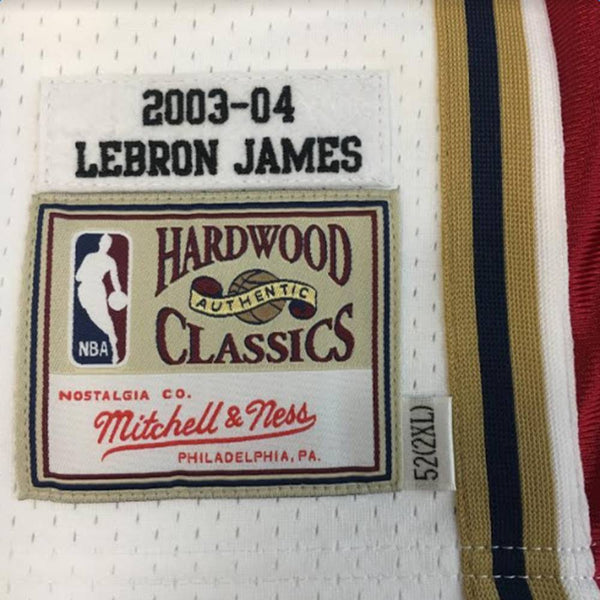 2003-04
LEBRON JAMES
HARDWOOD
AUTHENTIC
CLASSICS
NBA
NOSTALGIA CO.
Mitchell & Ness
PHILADELPHIA, PA.
52(2XL)